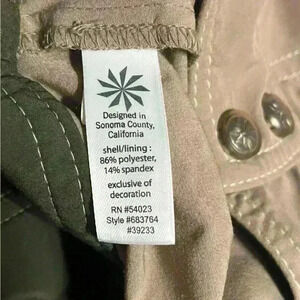 Designed in
Sonoma County,
California
shell/lining :
86% polyester,
14% spandex
exclusive of
decoration
RN #54023
Style #683764
#39233